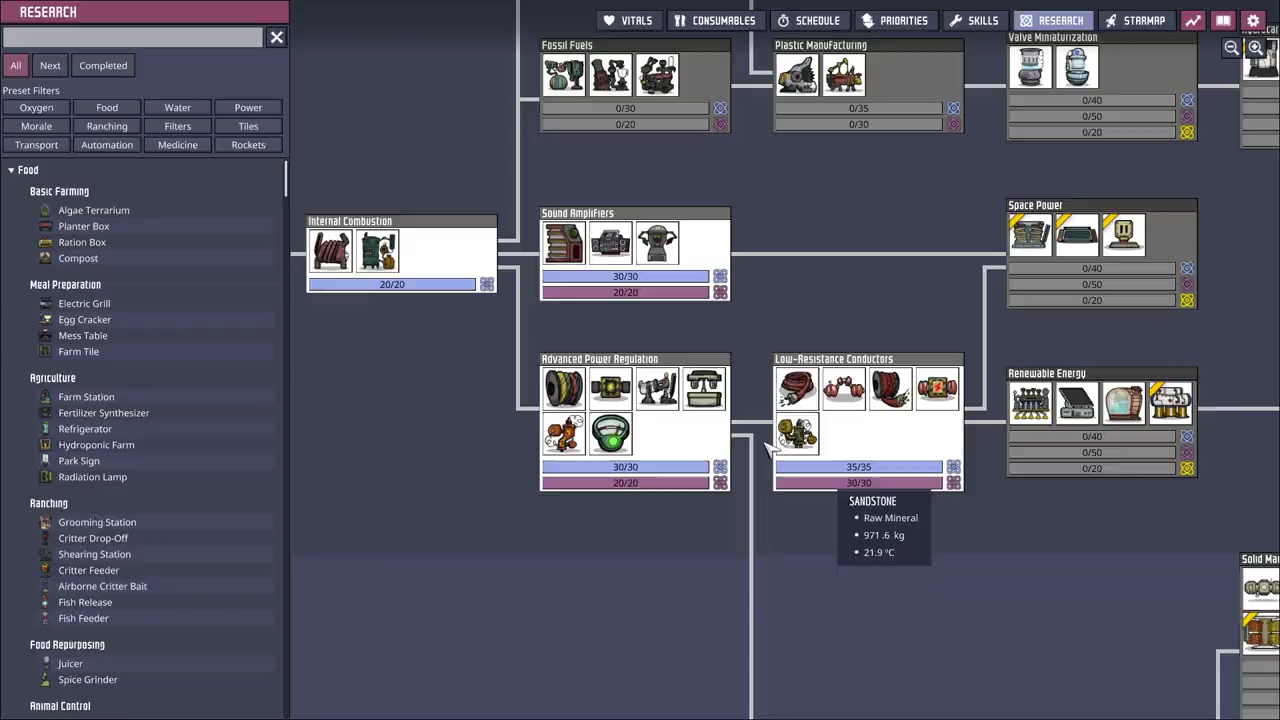 RESEARCH
VITALS
CONSUMABLES
SCHEDULE
PRIORITIES
SKILLS
RESEARCH
STARMAP
All
Next
Completed
Preset Filters
Oxygen
Food
Water
Power
Morale
Ranching
Filters
Tiles
Transport
Automation
Medicine
Rockets
Food
Basic Farming
Algae Terrarium
Planter Box
Ration Box
Compost
Meal Preparation
Electric Grill
Egg Cracker
Mess Table
Farm Tile
Agriculture
Farm Station
Fertilizer Synthesizer
Refrigerator
Hydroponic Farm
Park Sign
Radiation Lamp
Ranching
Grooming Station
Critter Drop-Off
Shearing Station
Critter Feeder
Airborne Critter Bait
Fish Release
Fish Feeder
Food Repurposing
Juicer
Spice Grinder
Animal Control
Internal Combustion
20/20
Fossil Fuels
0/30
0/20
Plastic Manufacturing
0/35
0/30
Valve Miniaturization
0/40
0/50
0/20
Sound Amplifiers
30/30
20/20
Space Power
0/40
0/50
0/20
Advanced Power Regulation
30/30
20/20
Low-Resistance Conductors
35/35
30/30
Renewable Energy
0/40
0/50
0/20
SANDSTONE
• Raw Mineral
• 971.6 kg
• 21.9 ºC